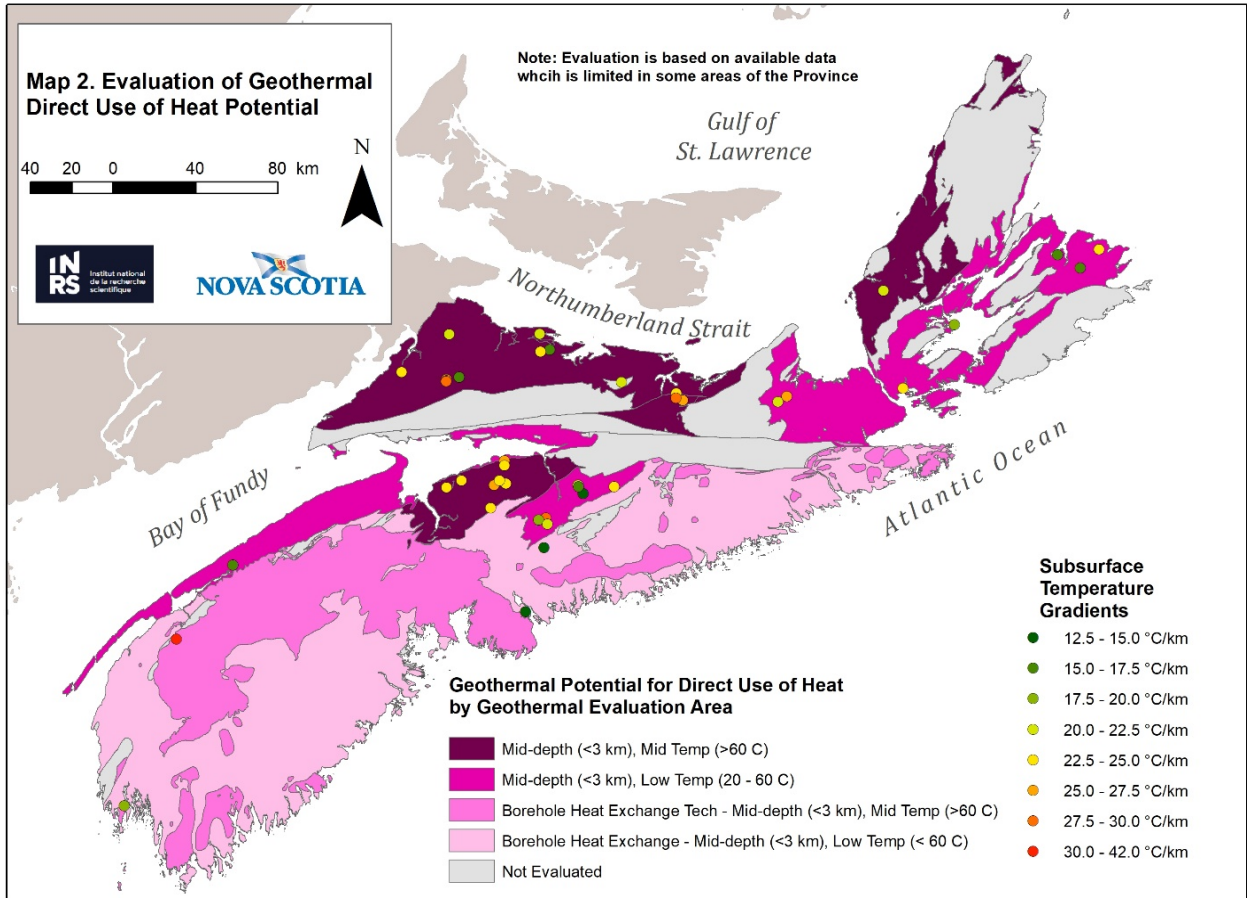 Map 2. Evaluation of Geothermal
Direct Use of Heat Potential
N
40 20 0 40 80 km
INRS
Institut national
de la recherche
scientifique
NOVA SCOTIA
Note: Evaluation is based on available data
whcih is limited in some areas of the Province
Gulf of
St. Lawrence
Northumberland Strait
Bay of Fundy
Atlantic Ocean
Geothermal Potential for Direct Use of Heat
by Geothermal Evaluation Area
Mid-depth (<3 km), Mid Temp (>60 C)
Mid-depth (<3 km), Low Temp (20 - 60 C)
Borehole Heat Exchange Tech - Mid-depth (<3 km), Mid Temp (>60 C)
Borehole Heat Exchange - Mid-depth (<3 km), Low Temp (< 60 C)
Not Evaluated
Subsurface
Temperature
Gradients
12.5 - 15.0 °C/km
15.0 - 17.5 °C/km
17.5 - 20.0 °C/km
20.0 - 22.5 °C/km
22.5 - 25.0 °C/km
25.0 - 27.5 °C/km
27.5 - 30.0 °C/km
30.0 - 42.0 °C/km